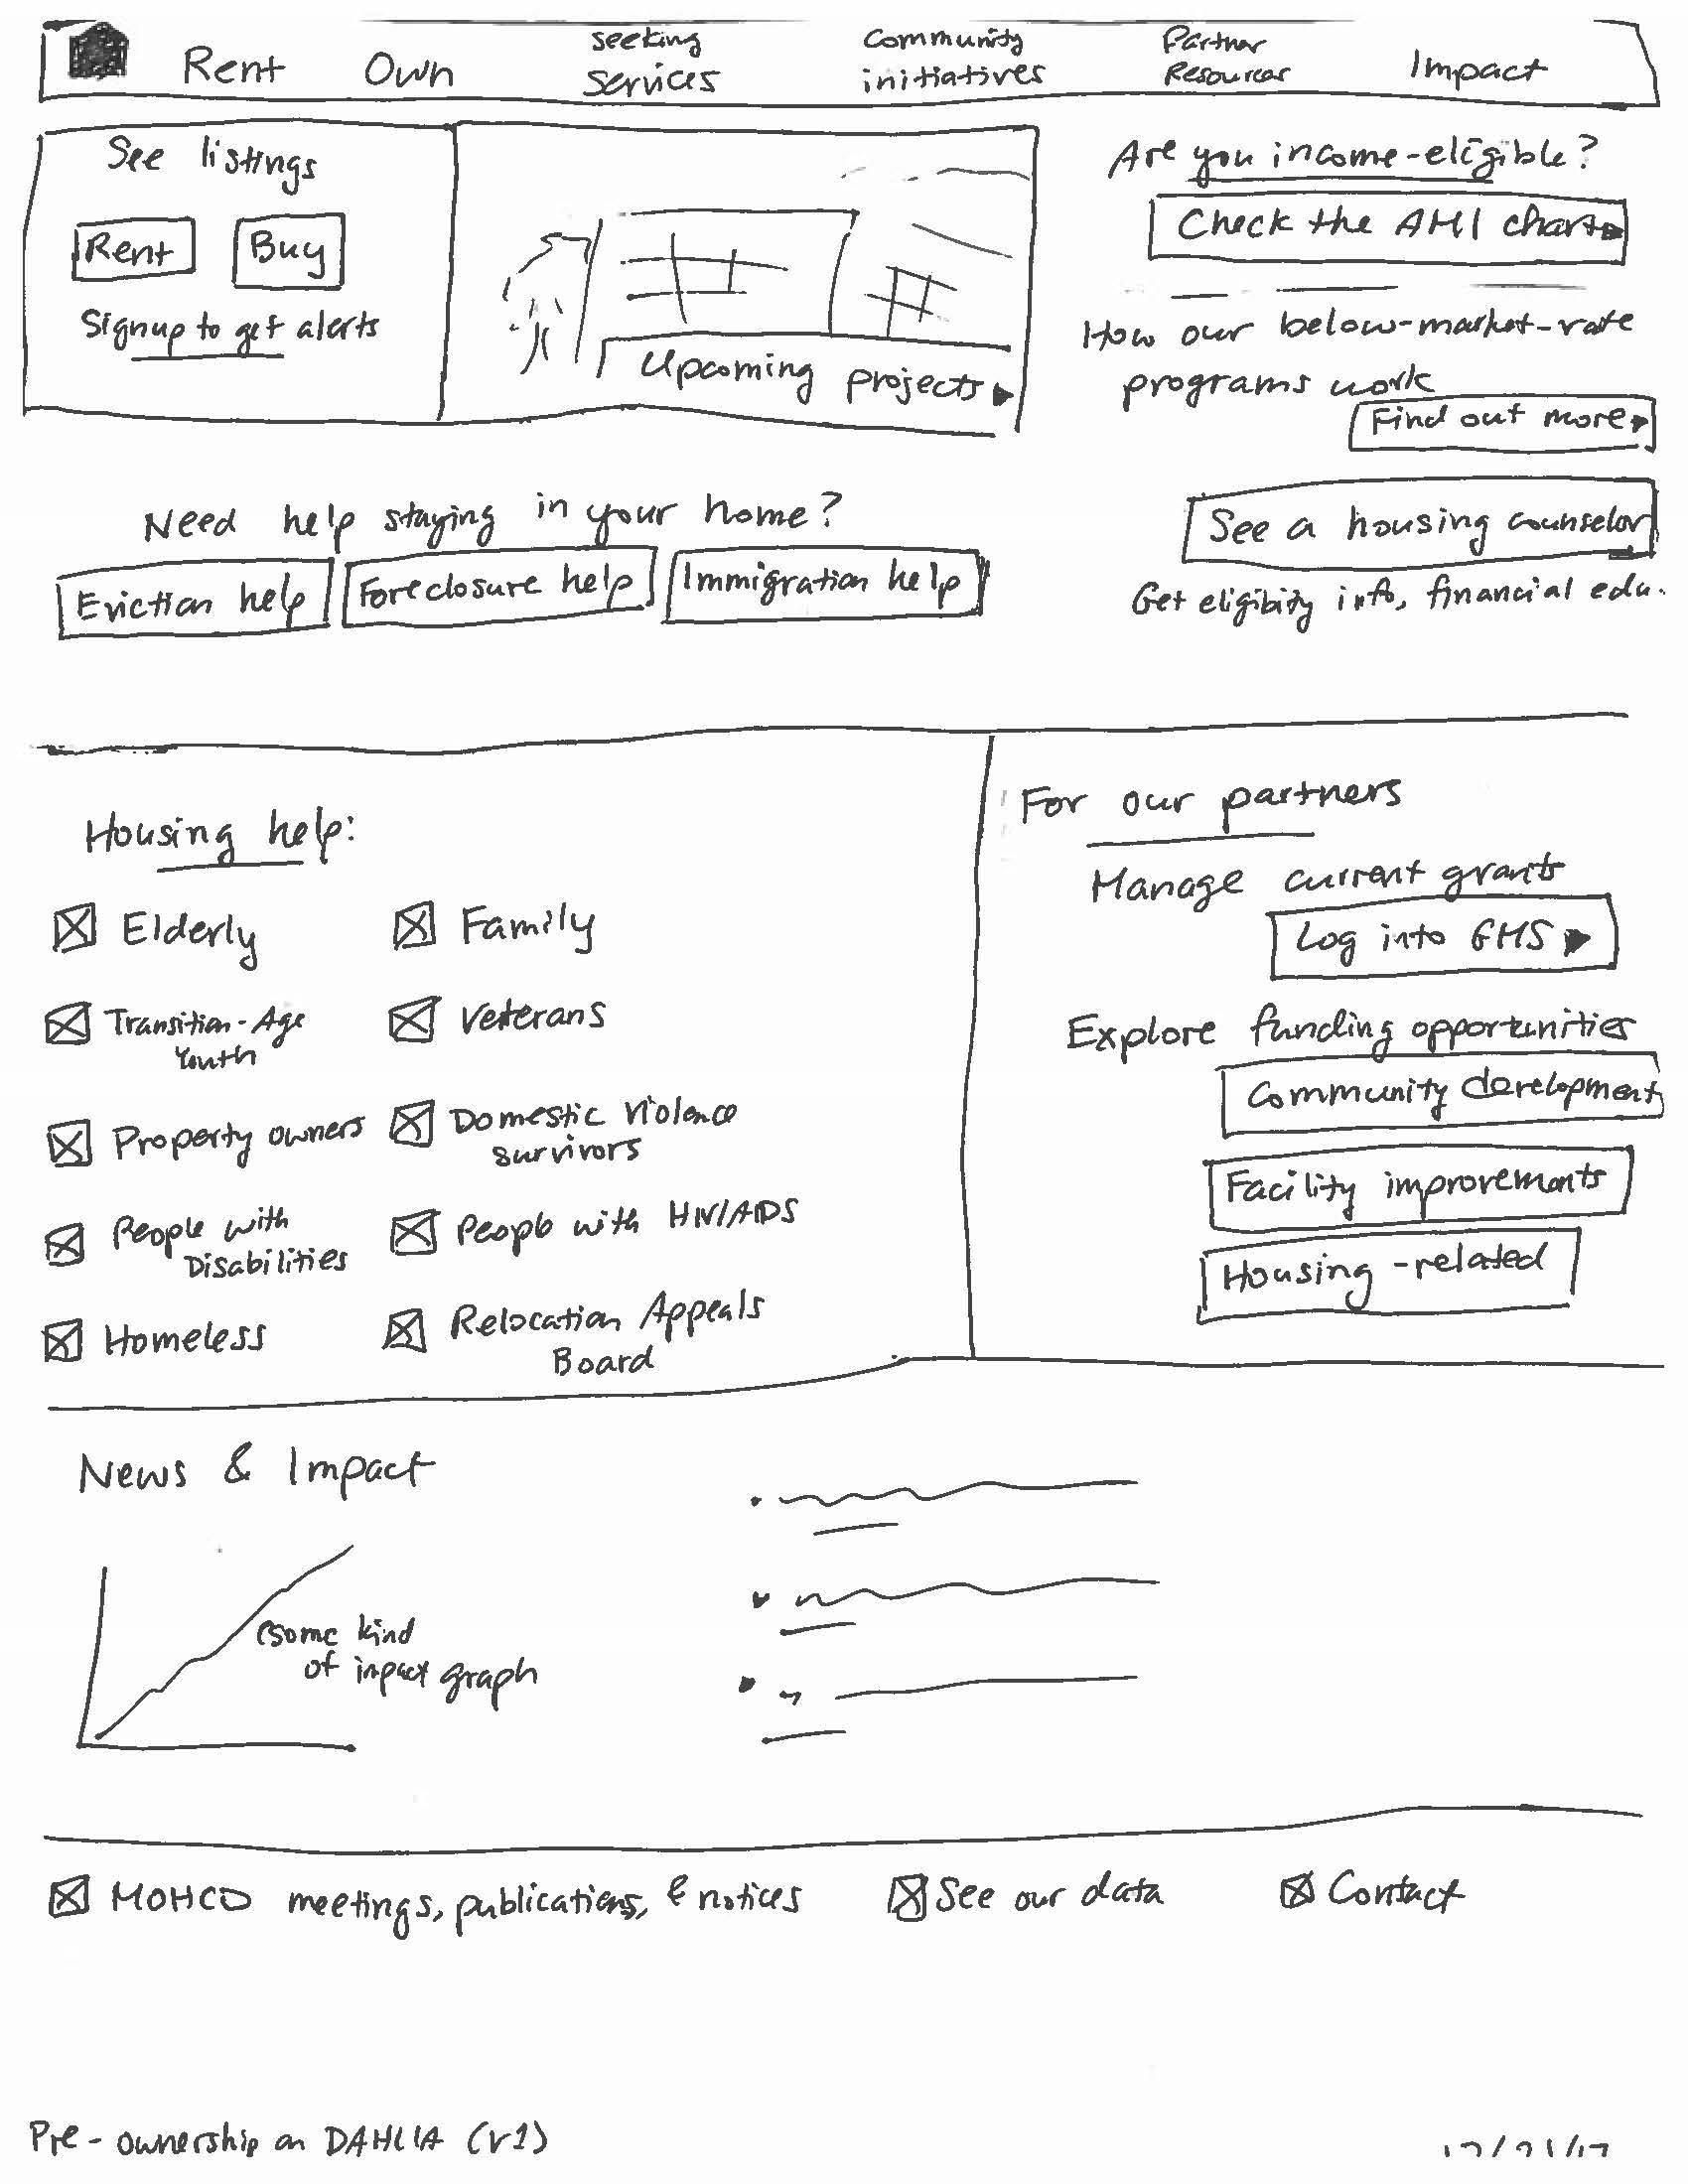 Rent
Own
seeking
services
Community
initiatives
Partner
Resources
Impact
See listings
Rent
Buy
Signup to get alerts
Upcoming projects
Are you income-eligible?
Check the AMI chart
How our below-market-rate
programs work
Find out more
See a housing counselor
Get eligibity info, financial edu.
Need help staying in your home?
Eviction help
Foreclosure help
Immigration help
Housing help:
Elderly
Family
Transition-Age
Youth
Veterans
Property owners
Domestic violence
survivors
People with
Disabilities
People with HIV/AIDS
Homeless
Relocation Appeals
Board
For our partners
Manage current grants
Log into GMS
Explore funding opportunities
Community development
Facility improvements
Housing-related
News & Impact
(some kind
of impact graph
MOHCD meetings, publications, & notices
See our data
Contact
Pre-ownership on DAHLIA (v1)